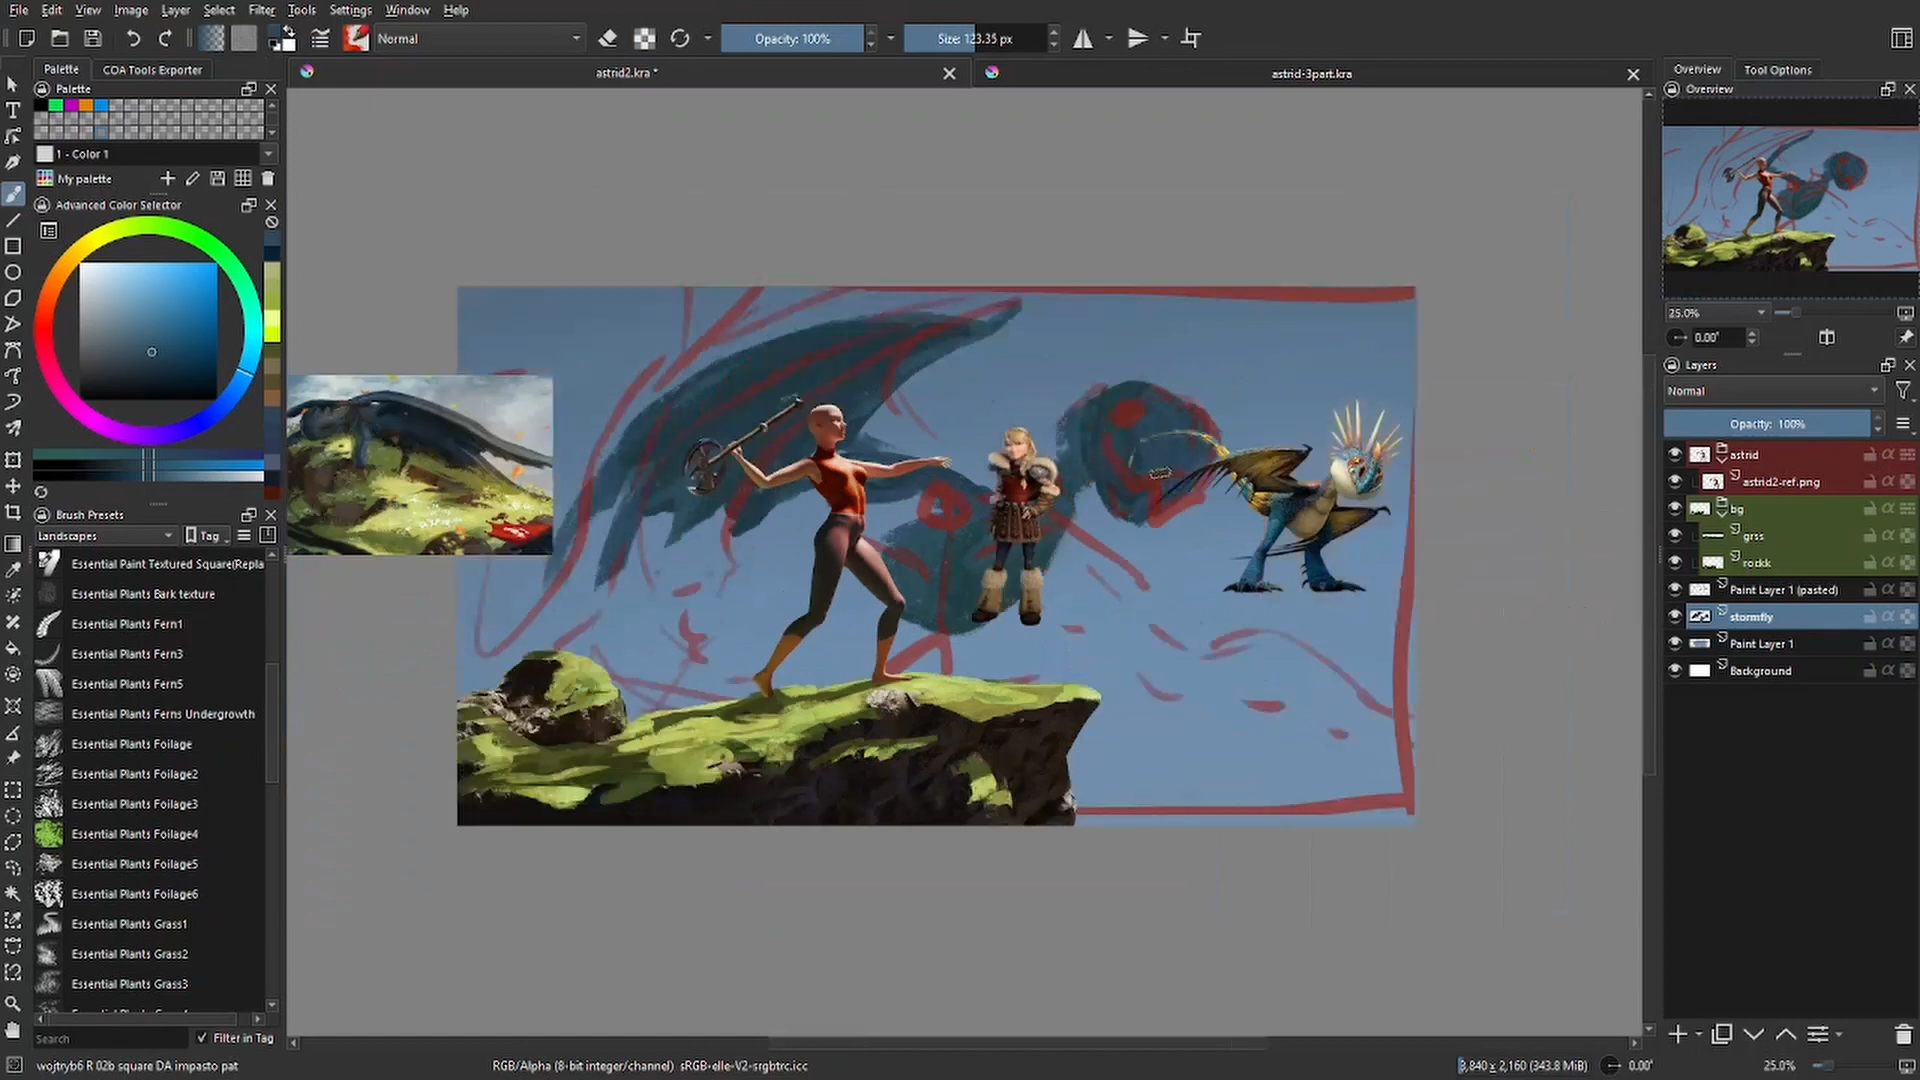 File Edit View Image Layer Select Filter Tools Settings Window Help
Normal Opacity: 100% Size: 123.35 px
Palette COA Tools Exporter astrid2.kra * astrid-3part.kra Overview Tool Options
Palette
Overview
1 - Color 1
My palette
Advanced Color Selector
25.0%
0.00°
Layers
Normal
Opacity: 100%
astrid
astrid2-ref.png
bg
grss
rockk
Paint Layer 1 (pasted)
stormfly
Paint Layer 1
Background
Brush Presets
Landscapes Tag
Essential Paint Textured Square(Repla
Essential Plants Bark texture
Essential Plants Fern1
Essential Plants Fern3
Essential Plants Fern5
Essential Plants Ferns Undergrowth
Essential Plants Foilage
Essential Plants Foilage2
Essential Plants Foilage3
Essential Plants Foilage4
Essential Plants Foilage5
Essential Plants Foilage6
Essential Plants Grass1
Essential Plants Grass2
Essential Plants Grass3
Search Filter in Tag
wojtryb6 R 02b square DA impasto pat RGB/Alpha (8-bit integer/channel) sRGB-elle-V2-srgbtrc.icc 3,840 x 2,160 (343.8 MiB) 0.00° 25.0%